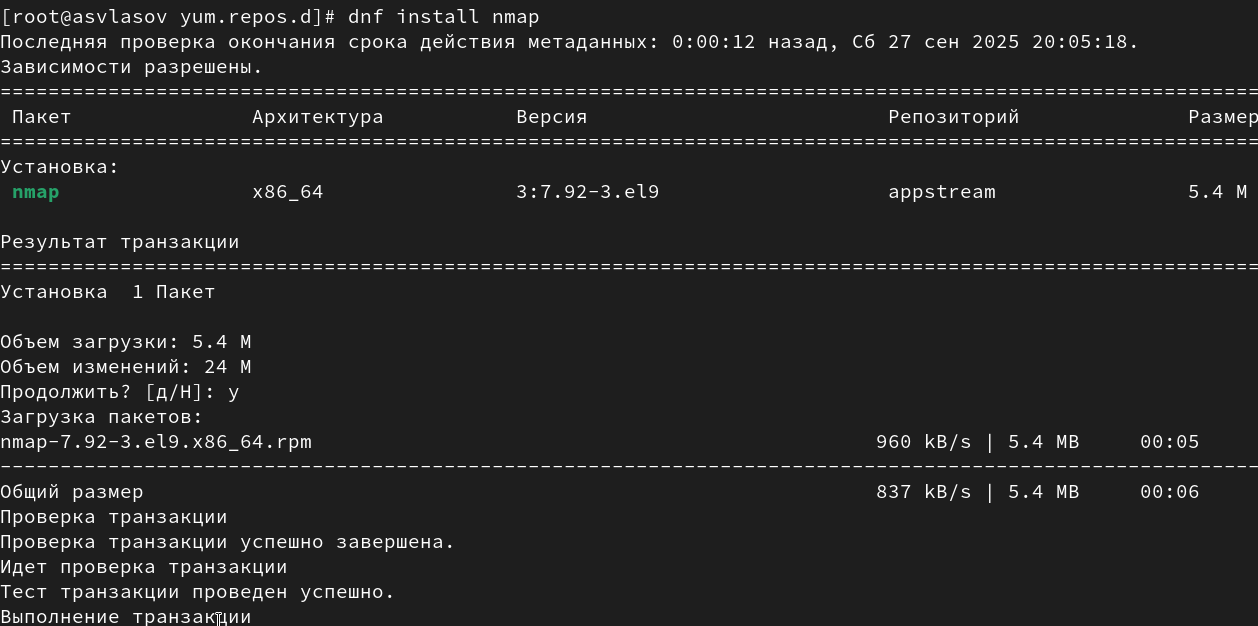 [root@asvlasov yum.repos.d]# dnf install nmap
Последняя проверка окончания срока действия метаданных: 0:00:12 назад, Сб 27 сен 2025 20:05:18.
Зависимости разрешены.
=========================================================================================================
Пакет Архитектура Версия Репозиторий Размер
=========================================================================================================
Установка:
nmap x86_64 3:7.92-3.el9 appstream 5.4 M
Результат транзакции
=========================================================================================================
Установка 1 Пакет
Объем загрузки: 5.4 M
Объем изменений: 24 M
Продолжить? [д/Н]: y
Загрузка пакетов:
nmap-7.92-3.el9.x86_64.rpm 960 kB/s | 5.4 MB 00:05
---------------------------------------------------------------------------------------------------------
Общий размер 837 kB/s | 5.4 MB 00:06
Проверка транзакции
Проверка транзакции успешно завершена.
Идет проверка транзакции
Тест транзакции проведен успешно.
Выполнение транзакции